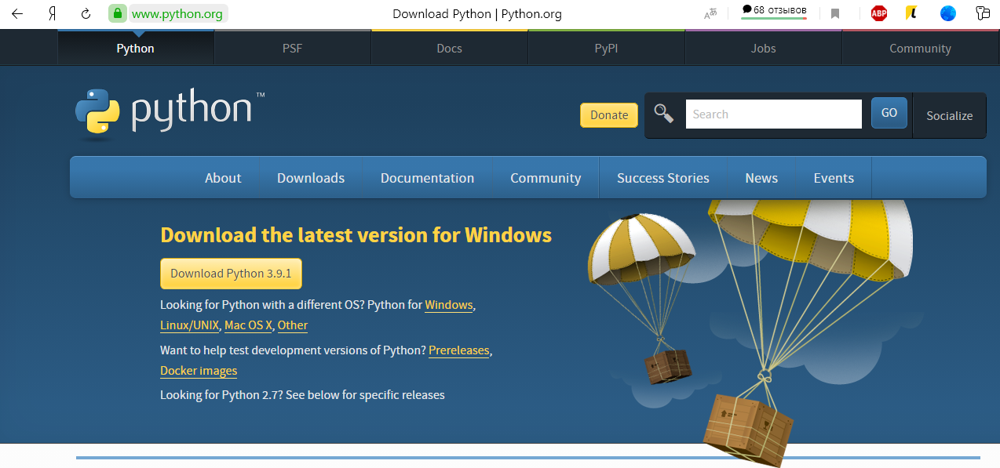 Я www.python.org Download Python | Python.org 68 отзывов ABP
Python PSF Docs PyPI Jobs Community
python™
Donate Search GO Socialize
About Downloads Documentation Community Success Stories News Events
Download the latest version for Windows
Download Python 3.9.1
Looking for Python with a different OS? Python for Windows,
Linux/UNIX, Mac OS X, Other
Want to help test development versions of Python? Prereleases,
Docker images
Looking for Python 2.7? See below for specific releases